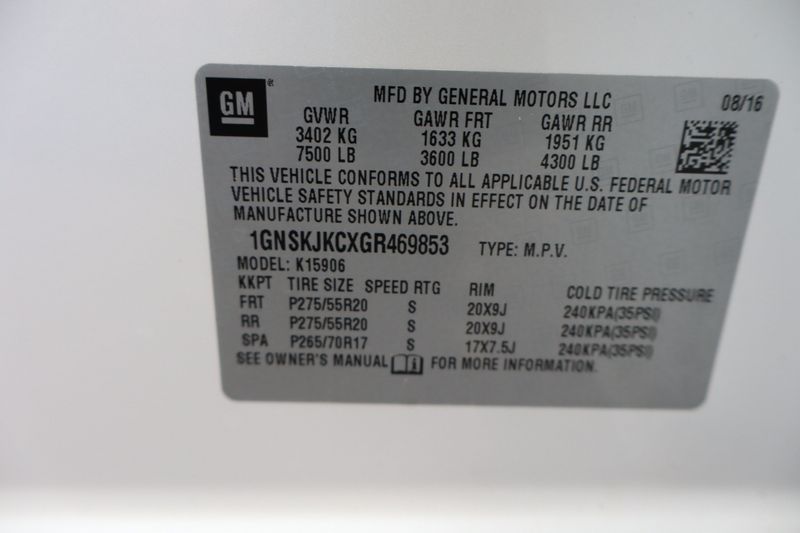 GM ®
MFD BY GENERAL MOTORS LLC 08/16
GVWR GAWR FRT GAWR RR
3402 KG 1633 KG 1951 KG
7500 LB 3600 LB 4300 LB
THIS VEHICLE CONFORMS TO ALL APPLICABLE U.S. FEDERAL MOTOR
VEHICLE SAFETY STANDARDS IN EFFECT ON THE DATE OF
MANUFACTURE SHOWN ABOVE.
1GNSKJKCXGR469853 TYPE: M.P.V.
MODEL: K15906
KKPT TIRE SIZE SPEED RTG RIM COLD TIRE PRESSURE
FRT P275/55R20 S 20X9J 240KPA(35PSI)
RR P275/55R20 S 20X9J 240KPA(35PSI)
SPA P265/70R17 S 17X7.5J 240KPA(35PSI)
SEE OWNER'S MANUAL FOR MORE INFORMATION.